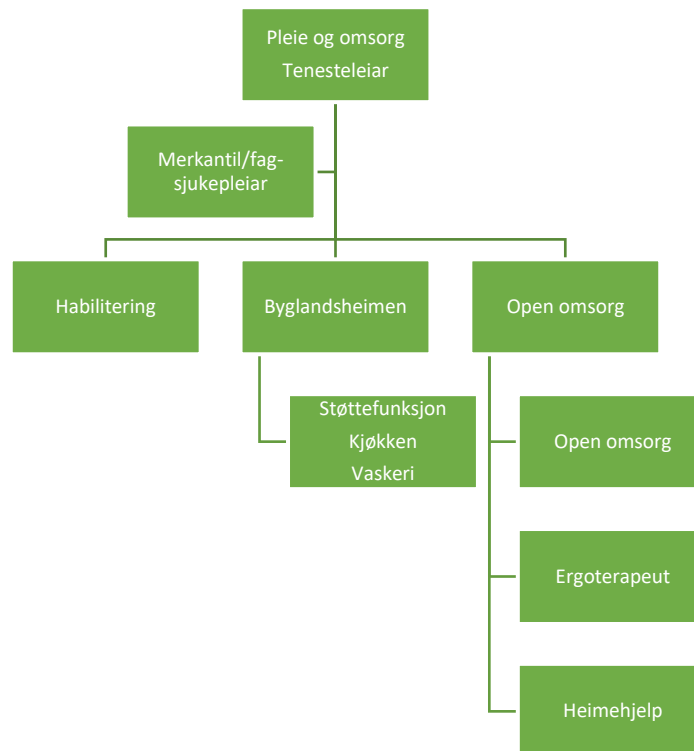 Pleie og omsorg
Tenesteleiar
Merkantil/fag-
sjukepleiar
Habilitering
Byglandsheimen
Open omsorg
Støttefunksjon
Kjøkken
Vaskeri
Open omsorg
Ergoterapeut
Heimehjelp